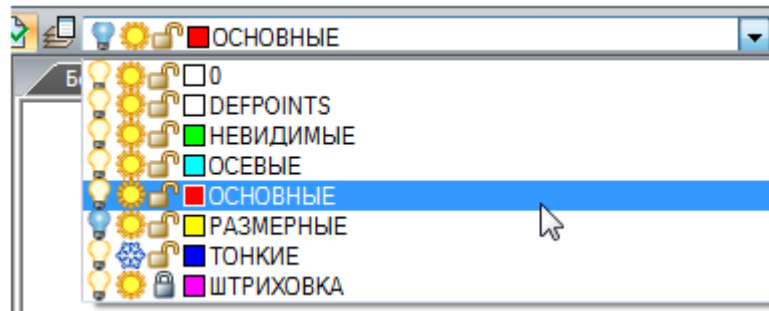 ОСНОВНЫЕ
0
DEFPOINTS
НЕВИДИМЫЕ
ОСЕВЫЕ
ОСНОВНЫЕ
РАЗМЕРНЫЕ
ТОНКИЕ
ШТРИХОВКА